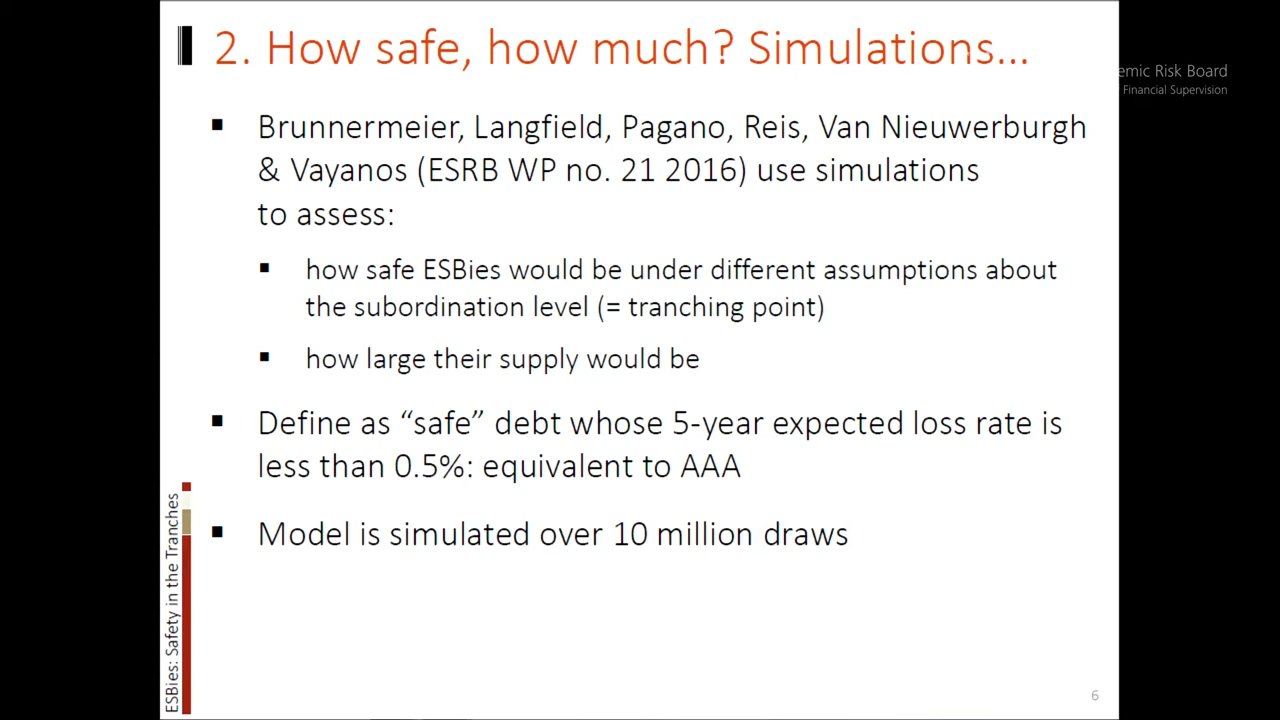 2. How safe, how much? Simulations...
emic Risk Board
Financial Supervision
▪ Brunnermeier, Langfield, Pagano, Reis, Van Nieuwerburgh
& Vayanos (ESRB WP no. 21 2016) use simulations
to assess:
▪ how safe ESBies would be under different assumptions about
the subordination level (= tranching point)
▪ how large their supply would be
▪ Define as “safe” debt whose 5-year expected loss rate is
less than 0.5%: equivalent to AAA
▪ Model is simulated over 10 million draws
ESBies: Safety in the Tranches
6